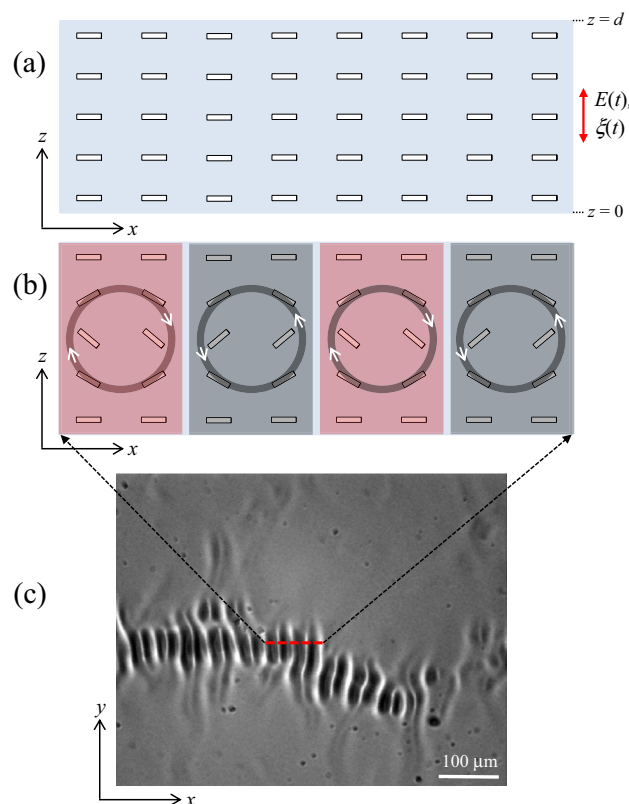 z = d
(a)
E(t),
ξ(t)
z
z = 0
x
(b)
z
x
(c)
y
100 μm
x